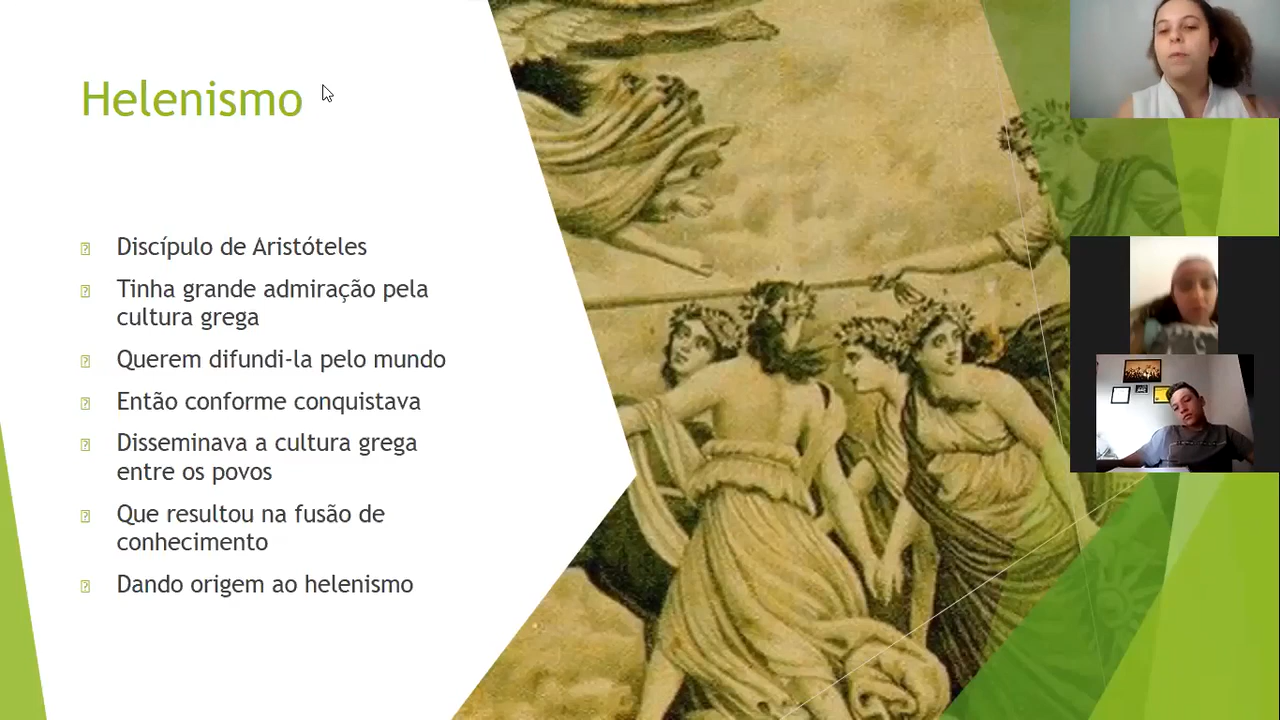 Helenismo
Discípulo de Aristóteles
Tinha grande admiração pela
cultura grega
Querem difundi-la pelo mundo
Então conforme conquistava
Disseminava a cultura grega
entre os povos
Que resultou na fusão de
conhecimento
Dando origem ao helenismo